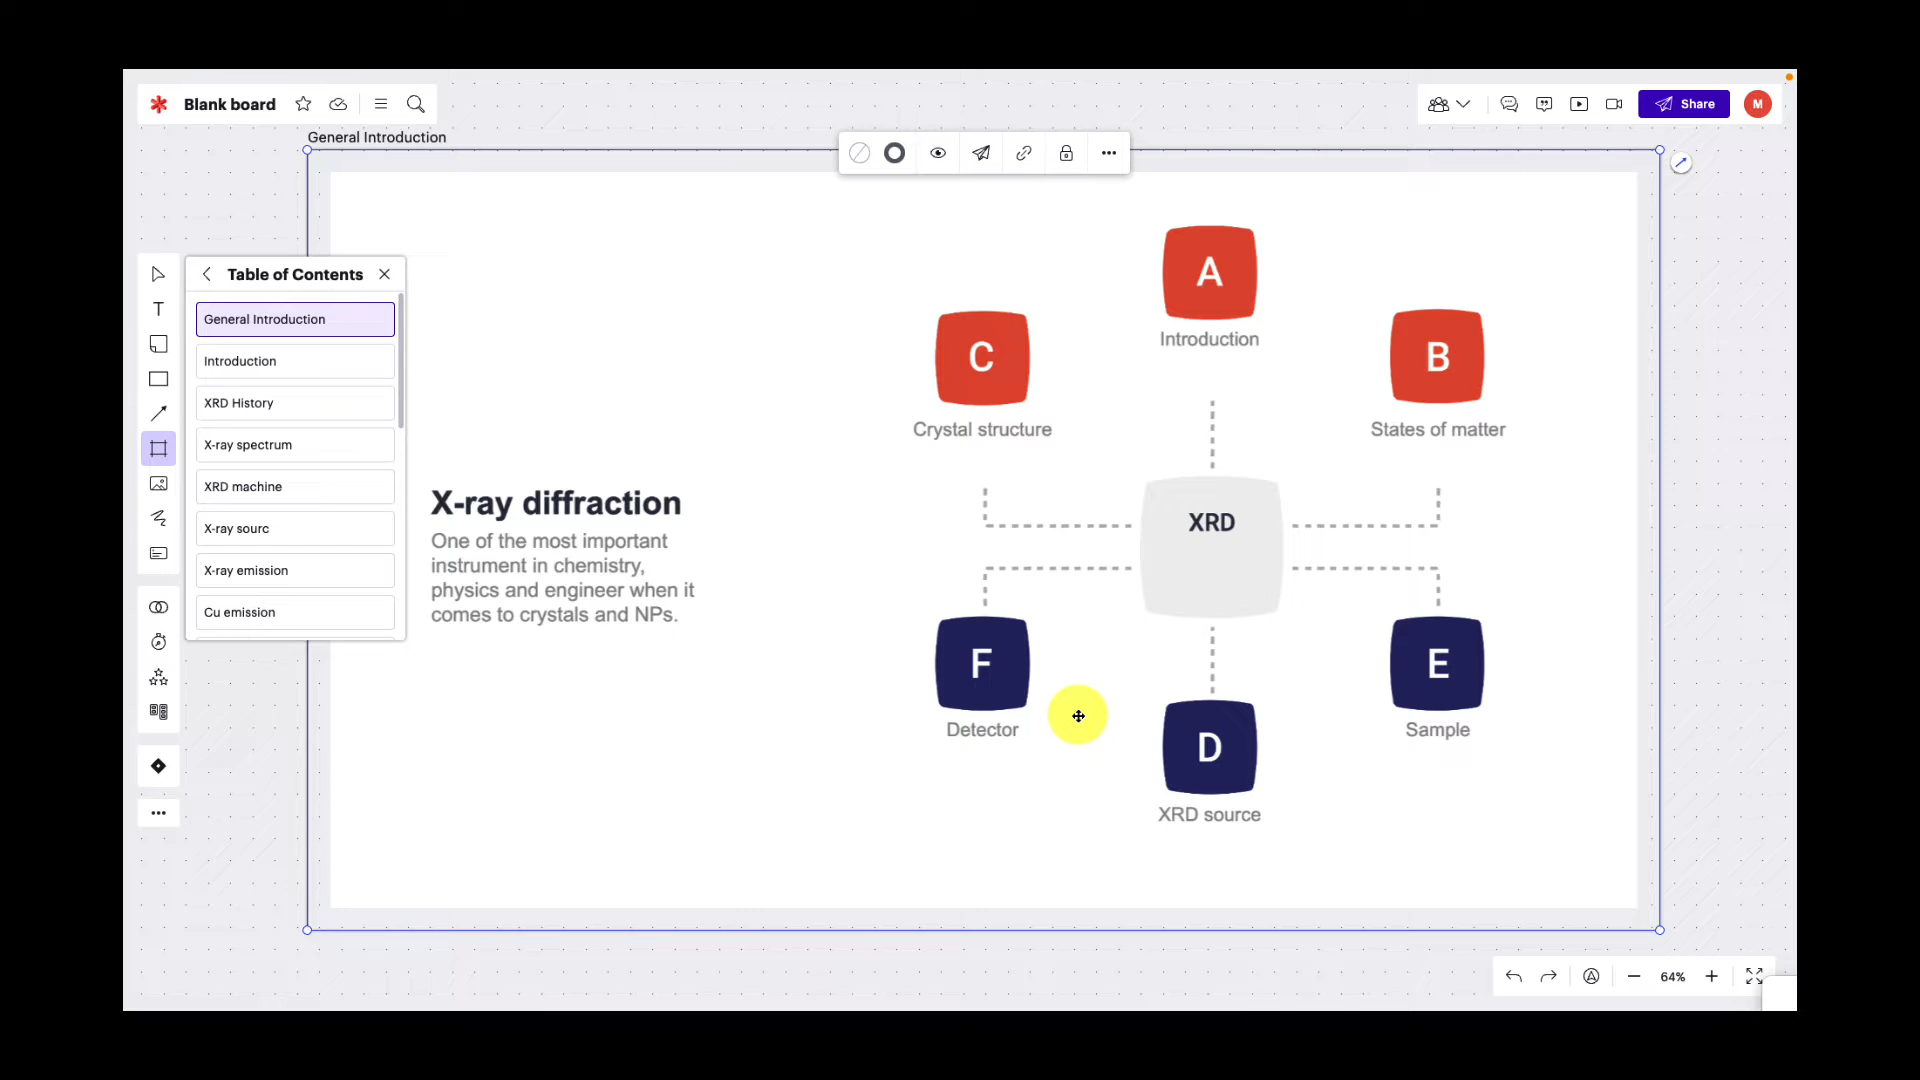 Blank board
Share
M
General Introduction
Table of Contents
General Introduction
Introduction
XRD History
X-ray spectrum
XRD machine
X-ray sourc
X-ray emission
Cu emission
T
X-ray diffraction
One of the most important
instrument in chemistry,
physics and engineer when it
comes to crystals and NPs.
A
Introduction
C
Crystal structure
B
States of matter
XRD
F
Detector
E
Sample
D
XRD source
64%